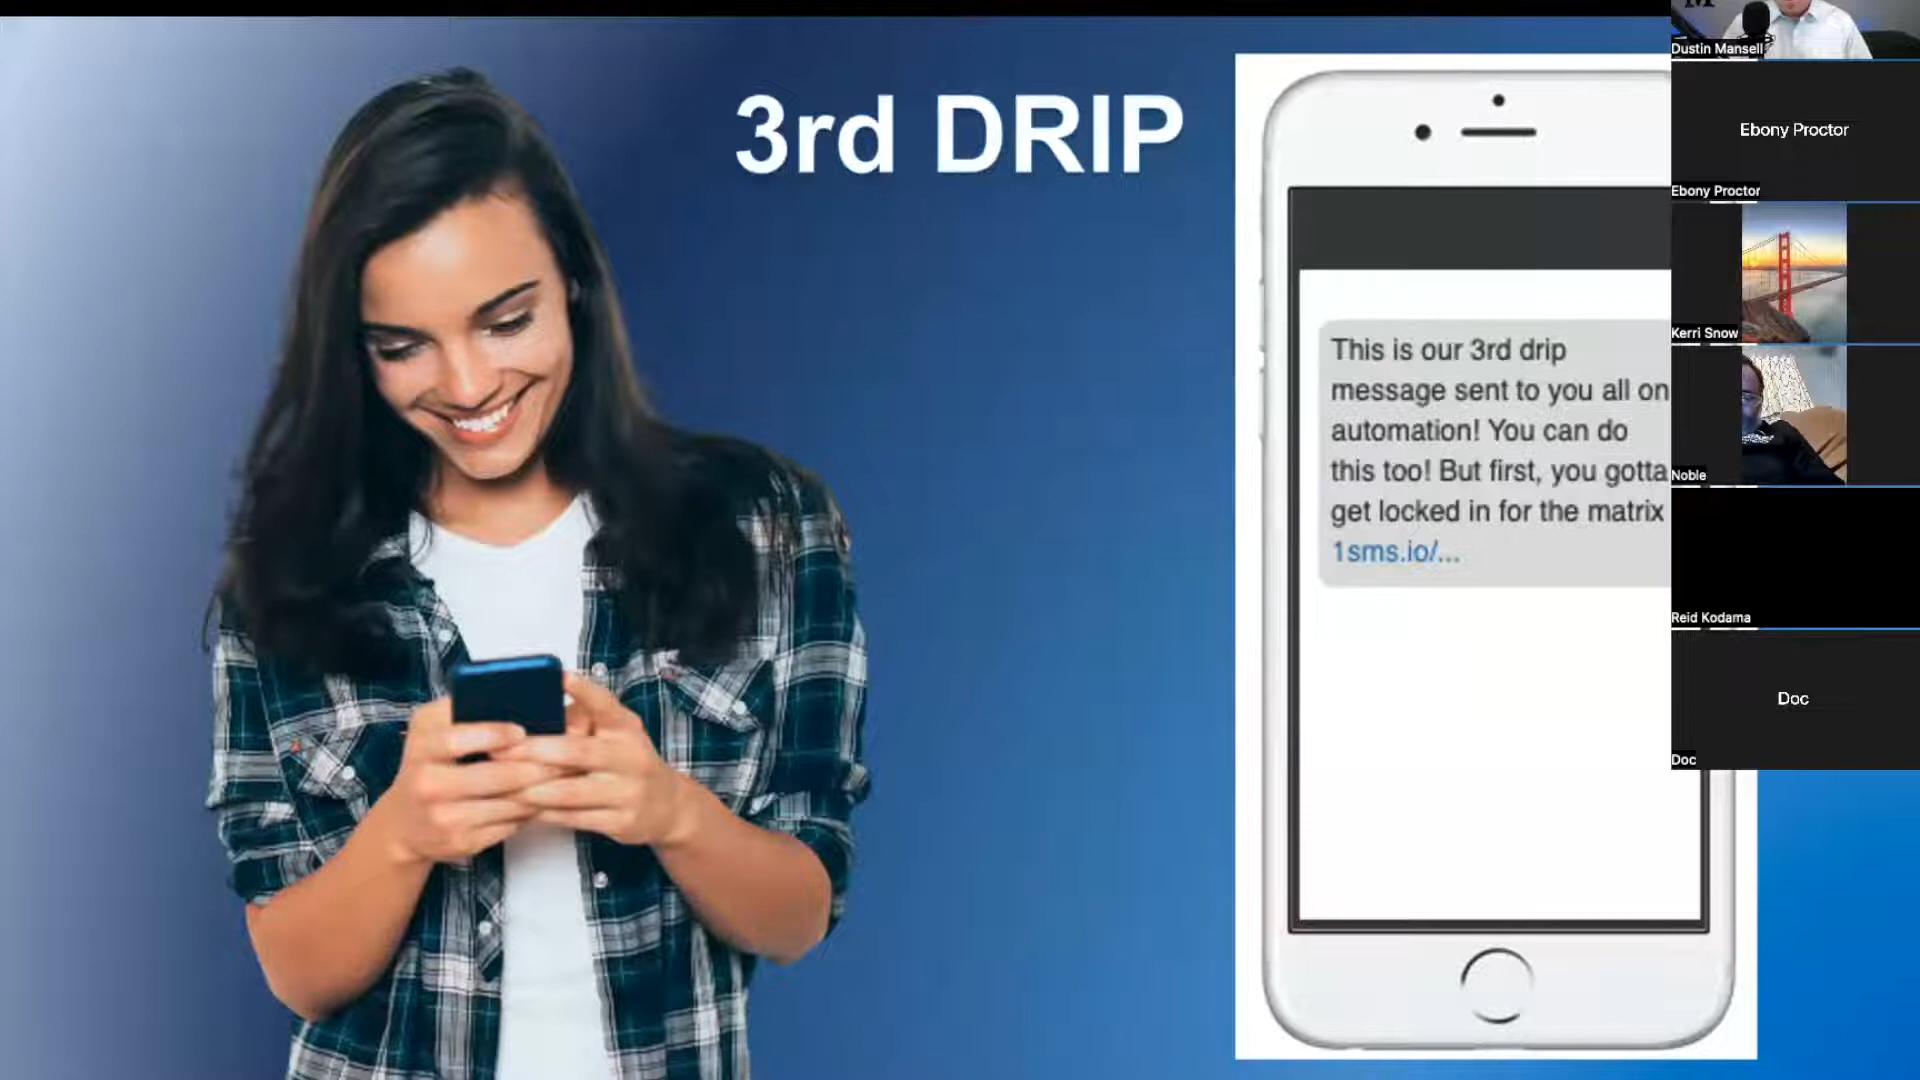 3rd DRIP
This is our 3rd drip
message sent to you all on
automation! You can do
this too! But first, you gotta
get locked in for the matrix
1sms.io/...
Dustin Mansell
Ebony Proctor
Ebony Proctor
Kerri Snow
Noble
Reid Kodama
Doc
Doc